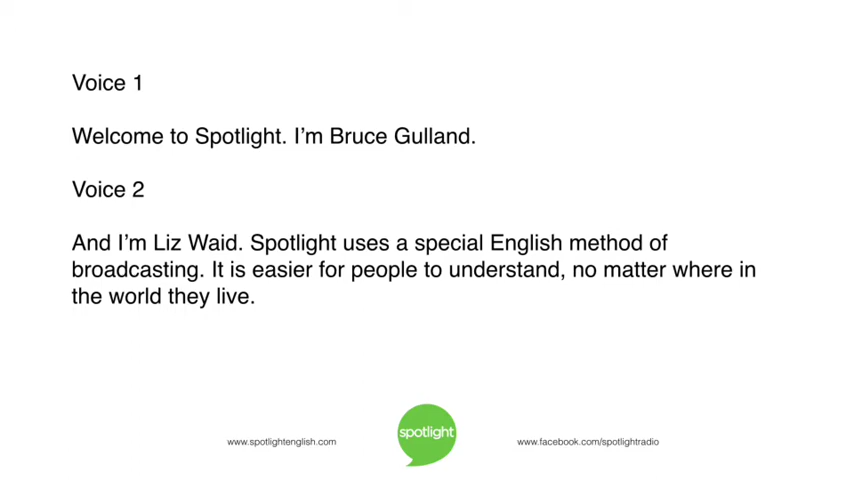 Voice 1
Welcome to Spotlight. I'm Bruce Gulland.
Voice 2
And I'm Liz Waid. Spotlight uses a special English method of
broadcasting. It is easier for people to understand, no matter where in
the world they live.
www.spotlightenglish.com
spotlight
www.facebook.com/spotlightradio